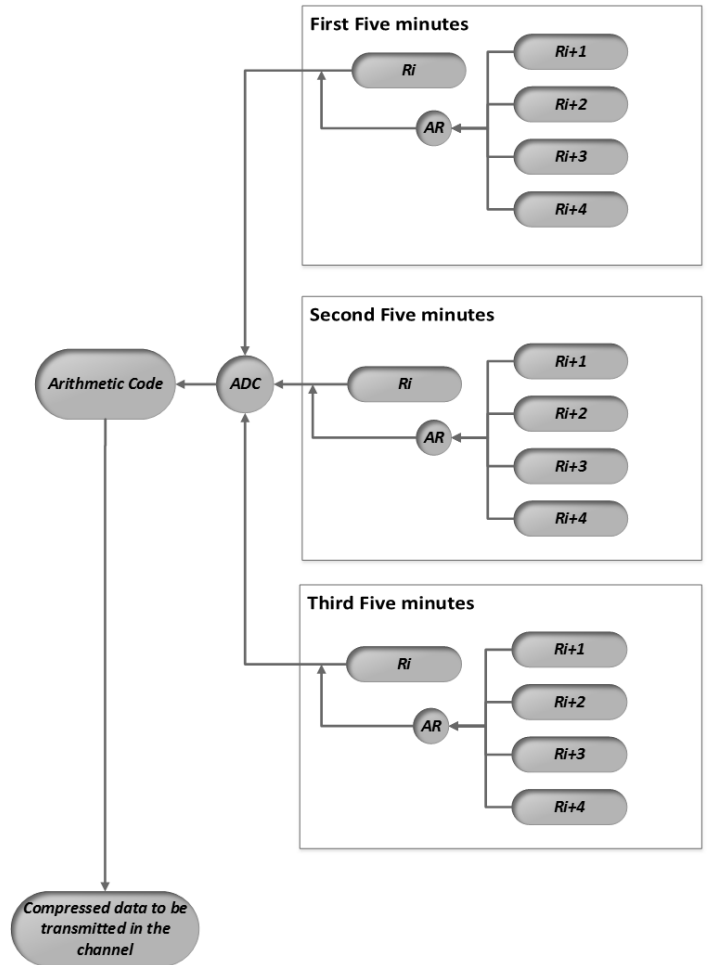 First Five minutes
Ri
Ri+1
Ri+2
AR
Ri+3
Ri+4
Second Five minutes
Ri+1
Arithmetic Code
ADC
Ri
Ri+2
AR
Ri+3
Ri+4
Third Five minutes
Ri
Ri+1
Ri+2
AR
Ri+3
Ri+4
Compressed data to be
transmitted in the
channel